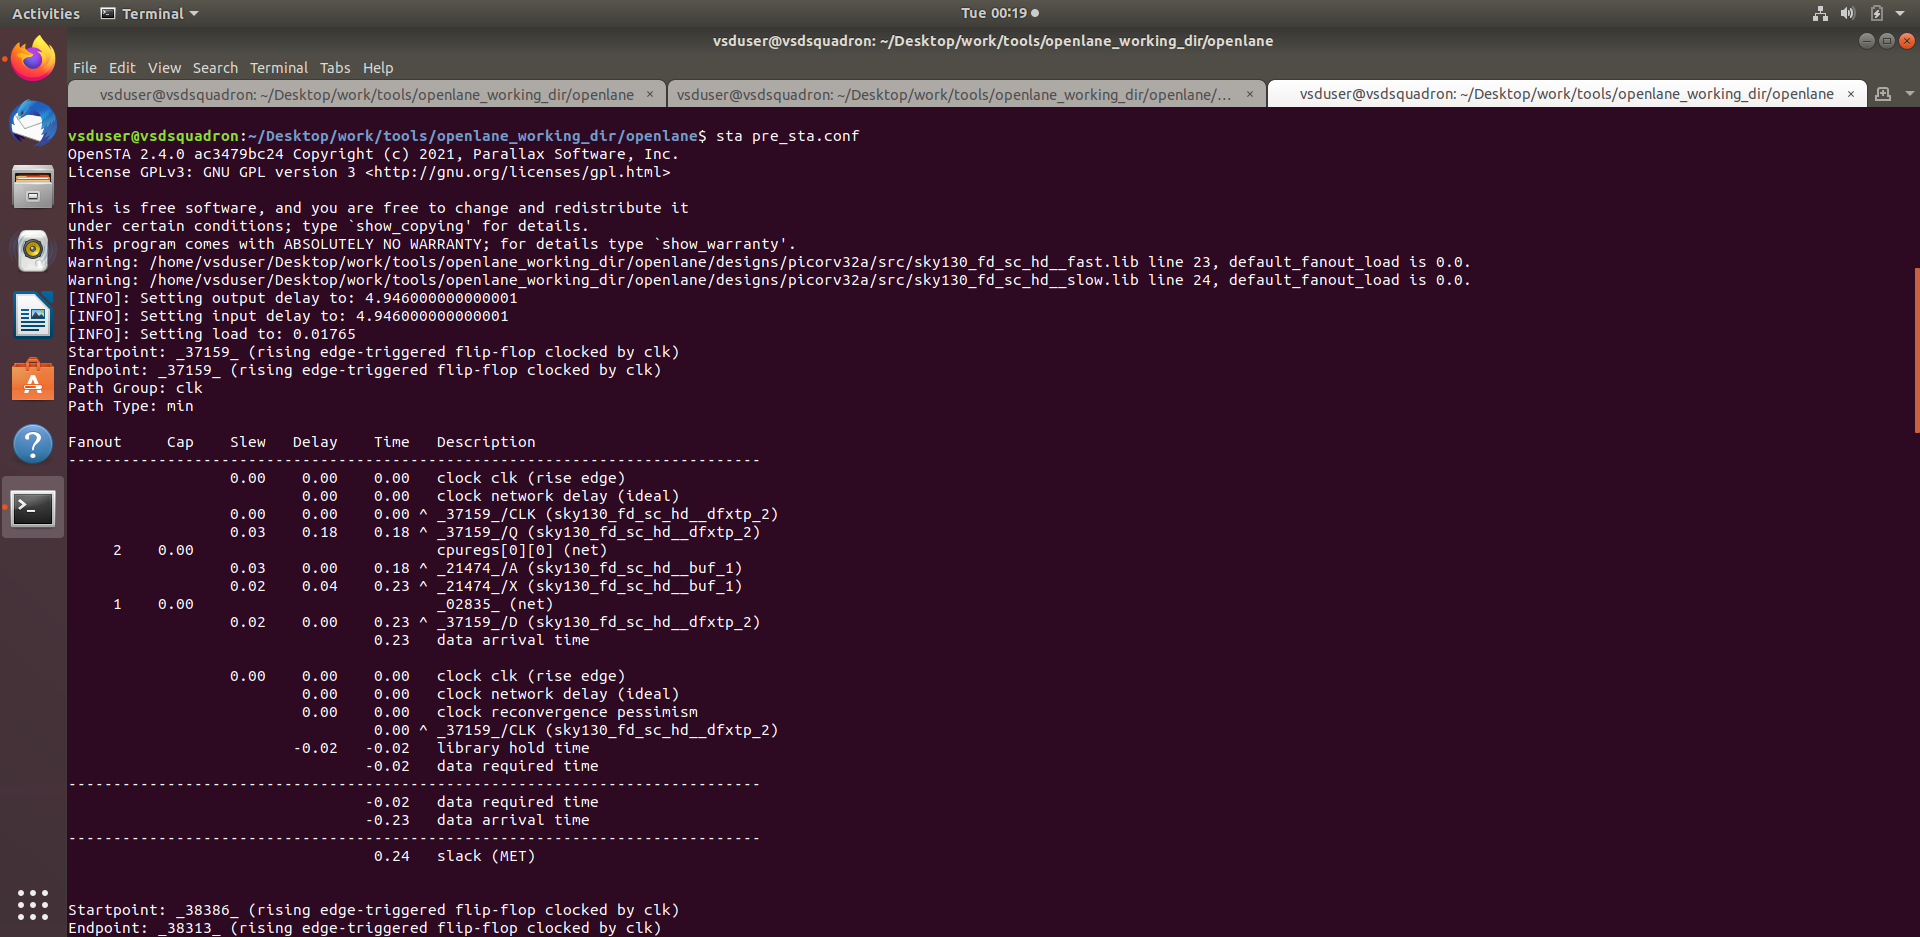 Activities Terminal Tue 00:19
vsduser@vsdsquadron: ~/Desktop/work/tools/openlane_working_dir/openlane
File Edit View Search Terminal Tabs Help
vsduser@vsdsquadron: ~/Desktop/work/tools/openlane_working_dir/openlane × vsduser@vsdsquadron: ~/Desktop/work/tools/openlane_working_dir/openlane/... × vsduser@vsdsquadron: ~/Desktop/work/tools/openlane_working_dir/openlane ×
vsduser@vsdsquadron:~/Desktop/work/tools/openlane_working_dir/openlane$ sta pre_sta.conf
OpenSTA 2.4.0 ac3479bc24 Copyright (c) 2021, Parallax Software, Inc.
License GPLv3: GNU GPL version 3 <http://gnu.org/licenses/gpl.html>
This is free software, and you are free to change and redistribute it
under certain conditions; type `show_copying' for details.
This program comes with ABSOLUTELY NO WARRANTY; for details type `show_warranty'.
Warning: /home/vsduser/Desktop/work/tools/openlane_working_dir/openlane/designs/picorv32a/src/sky130_fd_sc_hd__fast.lib line 23, default_fanout_load is 0.0.
Warning: /home/vsduser/Desktop/work/tools/openlane_working_dir/openlane/designs/picorv32a/src/sky130_fd_sc_hd__slow.lib line 24, default_fanout_load is 0.0.
[INFO]: Setting output delay to: 4.946000000000001
[INFO]: Setting input delay to: 4.946000000000001
[INFO]: Setting load to: 0.01765
Startpoint: _37159_ (rising edge-triggered flip-flop clocked by clk)
Endpoint: _37159_ (rising edge-triggered flip-flop clocked by clk)
Path Group: clk
Path Type: min
Fanout     Cap    Slew   Delay    Time   Description
-----------------------------------------------------------------------------
                  0.00    0.00    0.00   clock clk (rise edge)
                          0.00    0.00   clock network delay (ideal)
                  0.00    0.00    0.00 ^ _37159_/CLK (sky130_fd_sc_hd__dfxtp_2)
                  0.03    0.18    0.18 ^ _37159_/Q (sky130_fd_sc_hd__dfxtp_2)
     2    0.00                           cpuregs[0][0] (net)
                  0.03    0.00    0.18 ^ _21474_/A (sky130_fd_sc_hd__buf_1)
                  0.02    0.04    0.23 ^ _21474_/X (sky130_fd_sc_hd__buf_1)
     1    0.00                           _02835_ (net)
                  0.02    0.00    0.23 ^ _37159_/D (sky130_fd_sc_hd__dfxtp_2)
                                  0.23   data arrival time
                  0.00    0.00    0.00   clock clk (rise edge)
                          0.00    0.00   clock network delay (ideal)
                          0.00    0.00   clock reconvergence pessimism
                                  0.00 ^ _37159_/CLK (sky130_fd_sc_hd__dfxtp_2)
                         -0.02   -0.02   library hold time
                                 -0.02   data required time
-----------------------------------------------------------------------------
                                 -0.02   data required time
                                 -0.23   data arrival time
-----------------------------------------------------------------------------
                                  0.24   slack (MET)
Startpoint: _38386_ (rising edge-triggered flip-flop clocked by clk)
Endpoint: _38313_ (rising edge-triggered flip-flop clocked by clk)